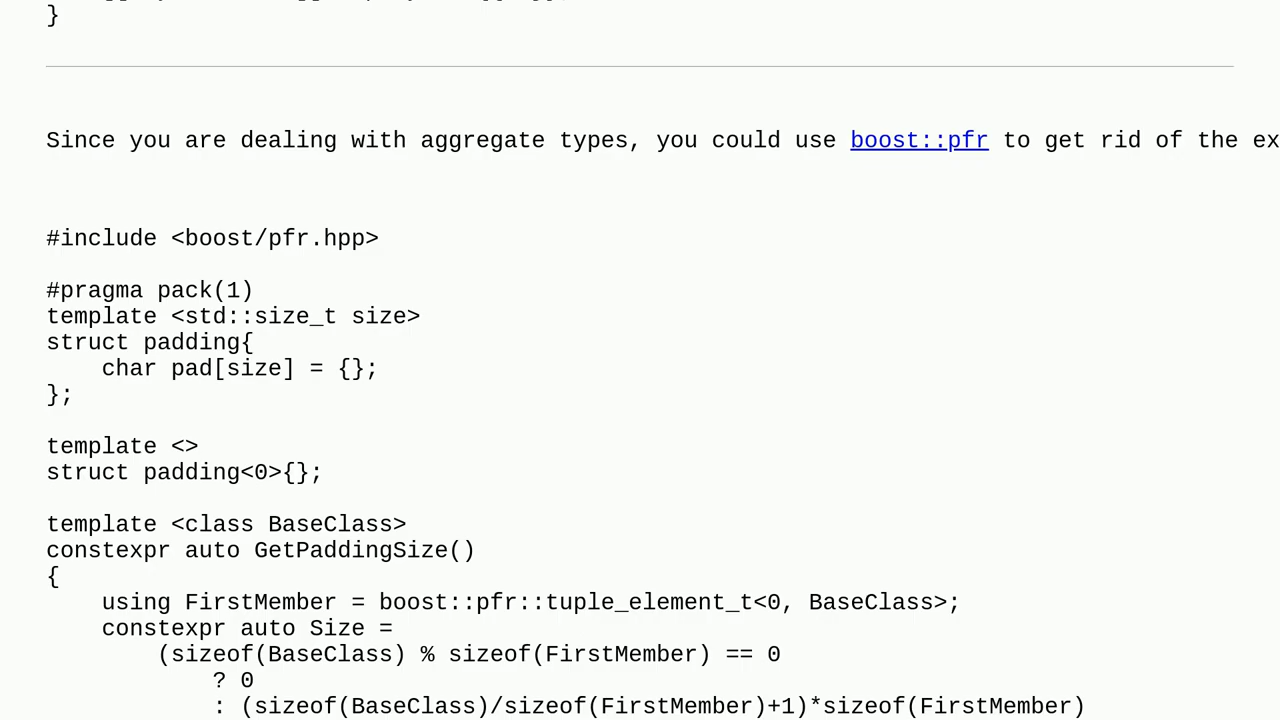 }
Since you are dealing with aggregate types, you could use boost::pfr to get rid of the ex
#include <boost/pfr.hpp>
#pragma pack(1)
template <std::size_t size>
struct padding{
    char pad[size] = {};
};
template <>
struct padding<0>{};
template <class BaseClass>
constexpr auto GetPaddingSize()
{
    using FirstMember = boost::pfr::tuple_element_t<0, BaseClass>;
    constexpr auto Size =
        (sizeof(BaseClass) % sizeof(FirstMember) == 0
            ? 0
            : (sizeof(BaseClass)/sizeof(FirstMember)+1)*sizeof(FirstMember)